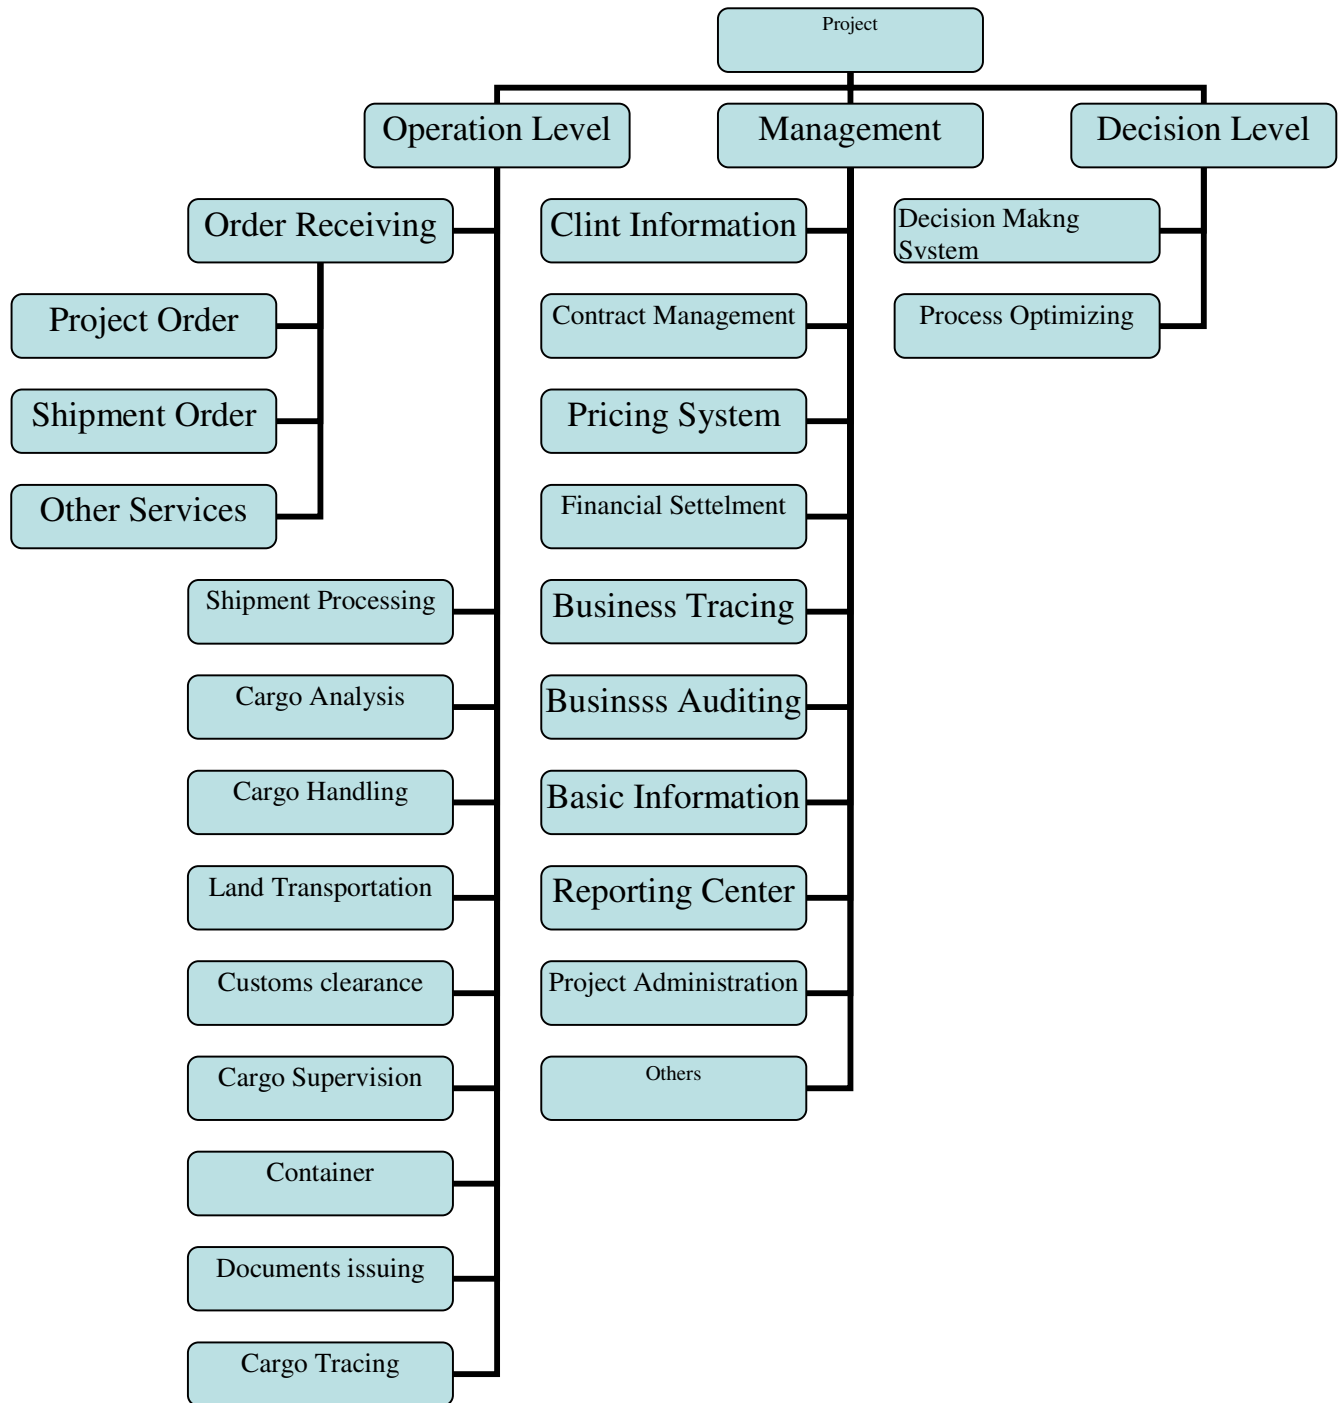 Project
Operation Level
Management
Decision Level
Order Receiving
Clint Information
Decision Makng
System
Project Order
Contract Management
Process Optimizing
Shipment Order
Pricing System
Other Services
Financial Settelment
Shipment Processing
Business Tracing
Cargo Analysis
Businsss Auditing
Cargo Handling
Basic Information
Land Transportation
Reporting Center
Customs clearance
Project Administration
Cargo Supervision
Others
Container
Documents issuing
Cargo Tracing